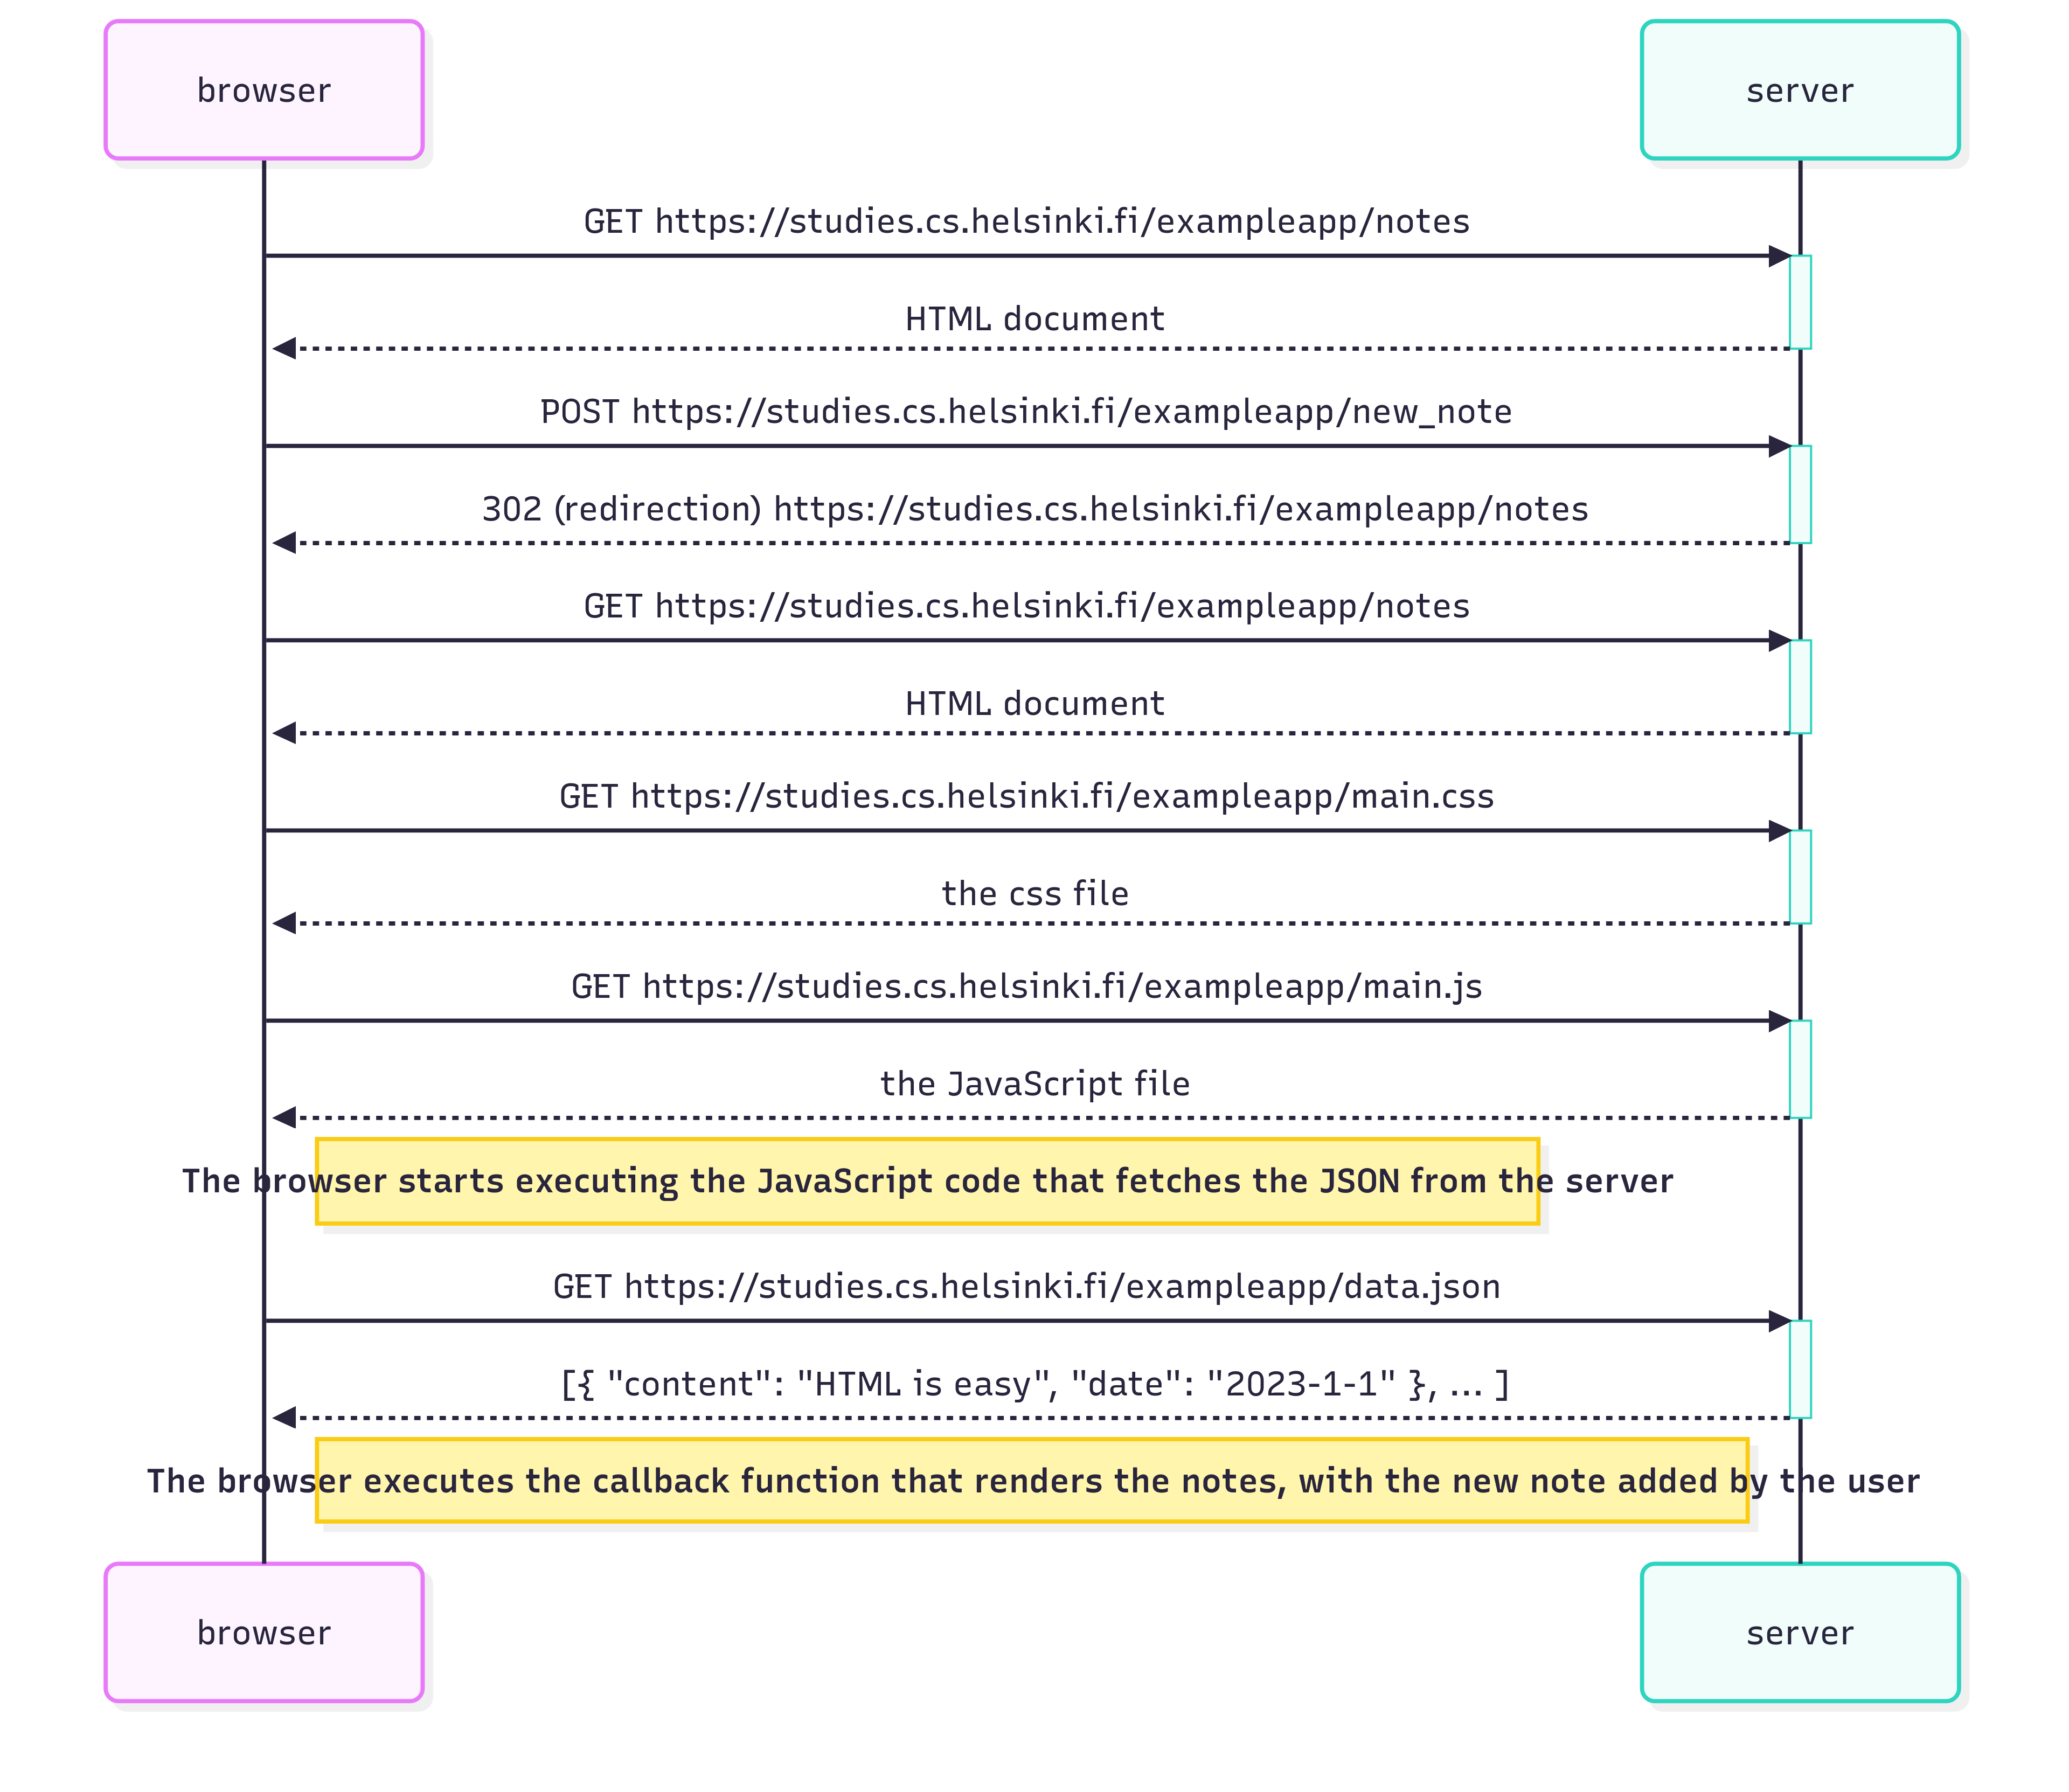 browser
server
GET https://studies.cs.helsinki.fi/exampleapp/notes
HTML document
POST https://studies.cs.helsinki.fi/exampleapp/new_note
302 (redirection) https://studies.cs.helsinki.fi/exampleapp/notes
GET https://studies.cs.helsinki.fi/exampleapp/notes
HTML document
GET https://studies.cs.helsinki.fi/exampleapp/main.css
the css file
GET https://studies.cs.helsinki.fi/exampleapp/main.js
the JavaScript file
The browser starts executing the JavaScript code that fetches the JSON from the server
GET https://studies.cs.helsinki.fi/exampleapp/data.json
[{ "content": "HTML is easy", "date": "2023-1-1" }, ... ]
The browser executes the callback function that renders the notes, with the new note added by the user
browser
server